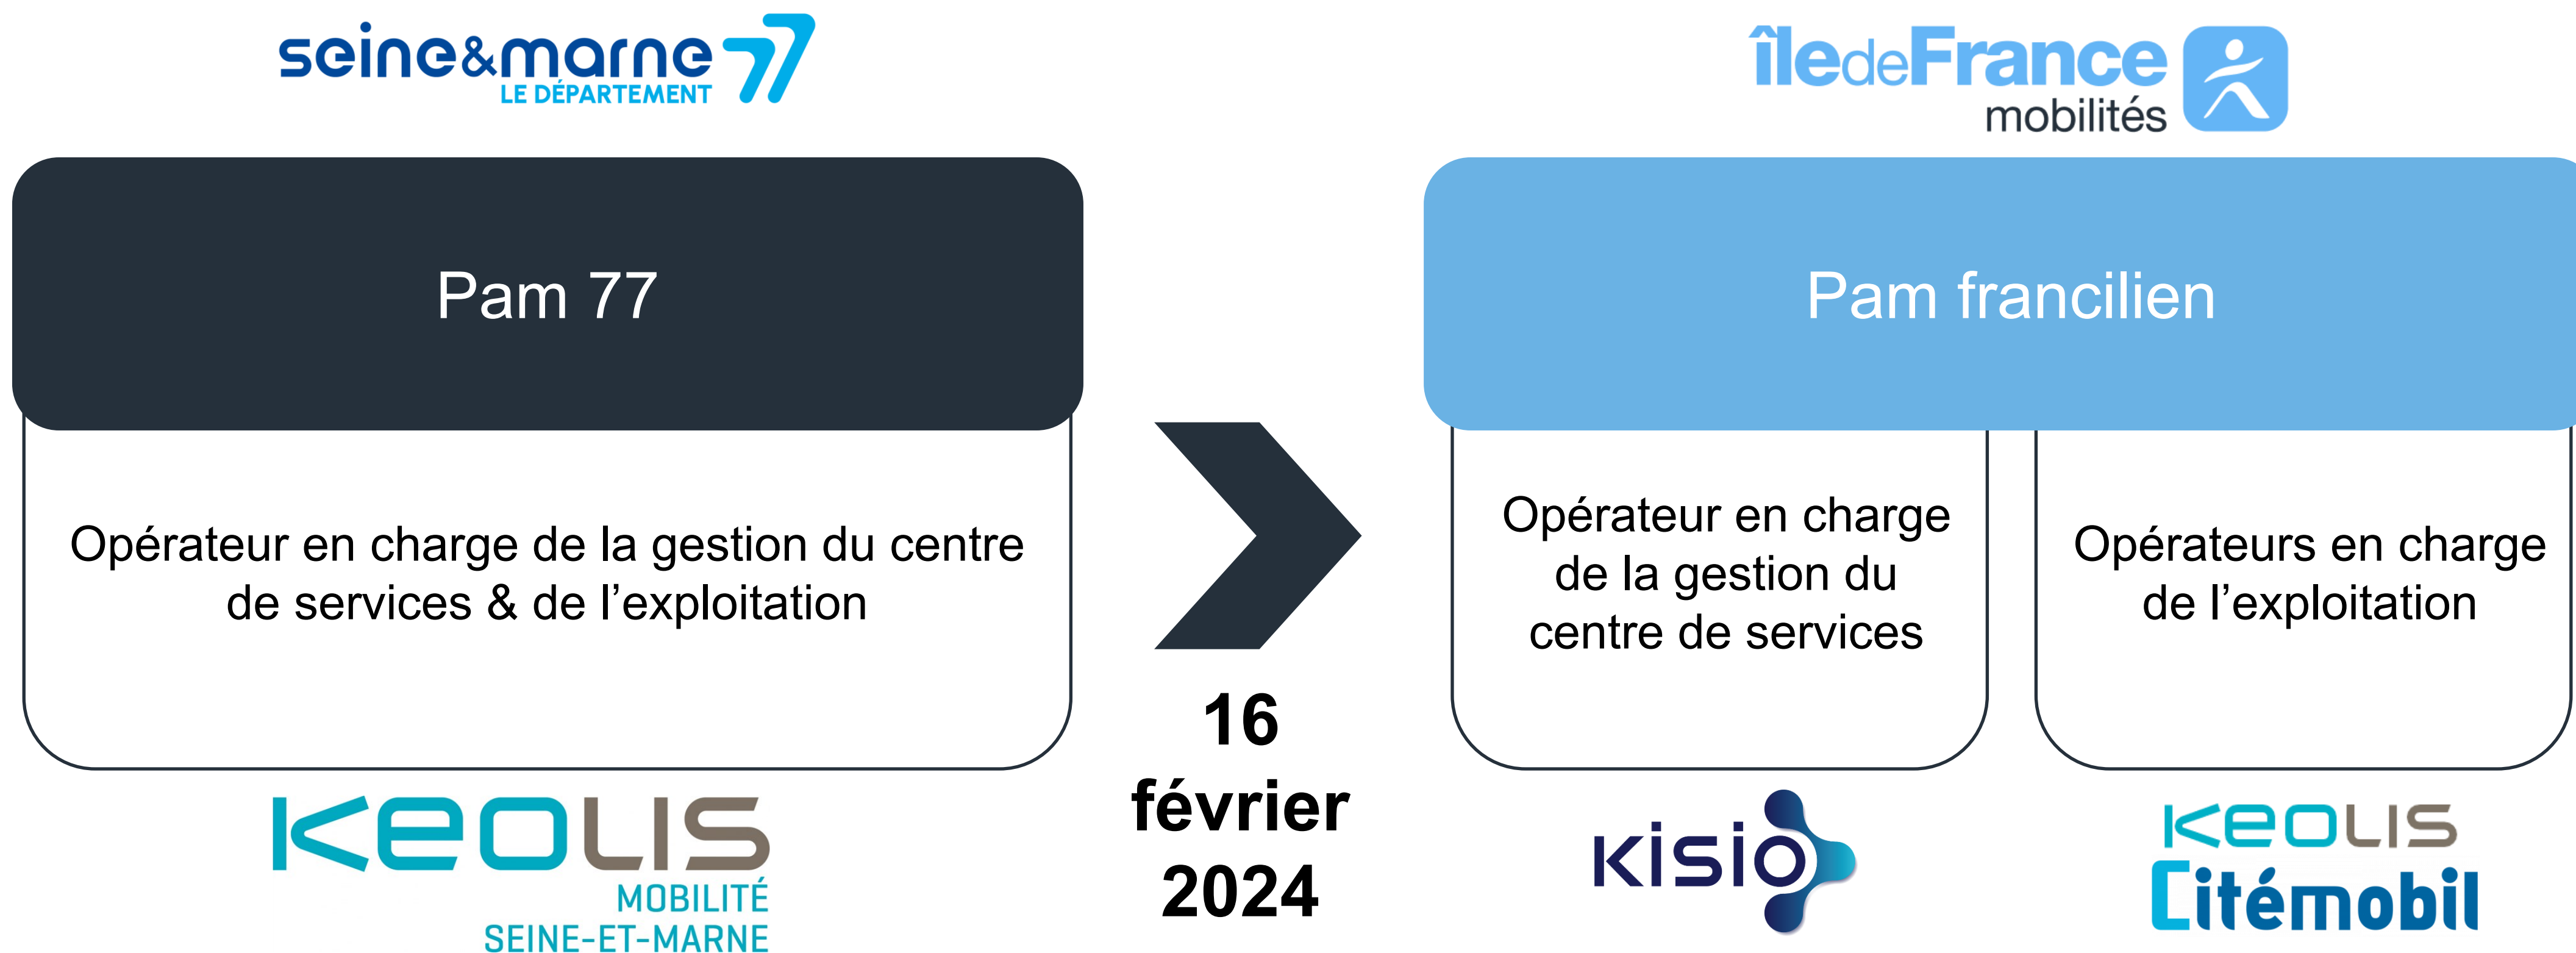 seine&marne 77
LE DÉPARTEMENT
îledeFrance
mobilités
Pam 77
Opérateur en charge de la gestion du centre
de services & de l’exploitation
KEOLIS
MOBILITÉ
SEINE-ET-MARNE
16
février
2024
Pam francilien
Opérateur en charge
de la gestion du
centre de services
kisio
Opérateurs en charge
de l’exploitation
KEOLIS
Citémobil